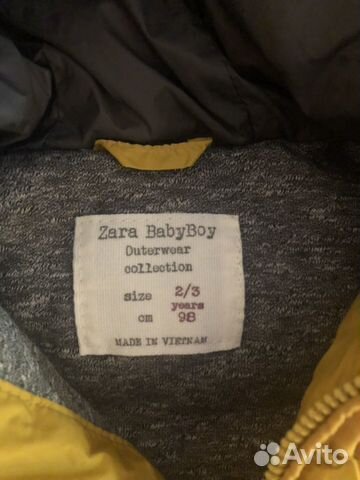 Zara BabyBoy
Outerwear
collection
size 2/3
years
cm 98
MADE IN VIETNAM
Avito